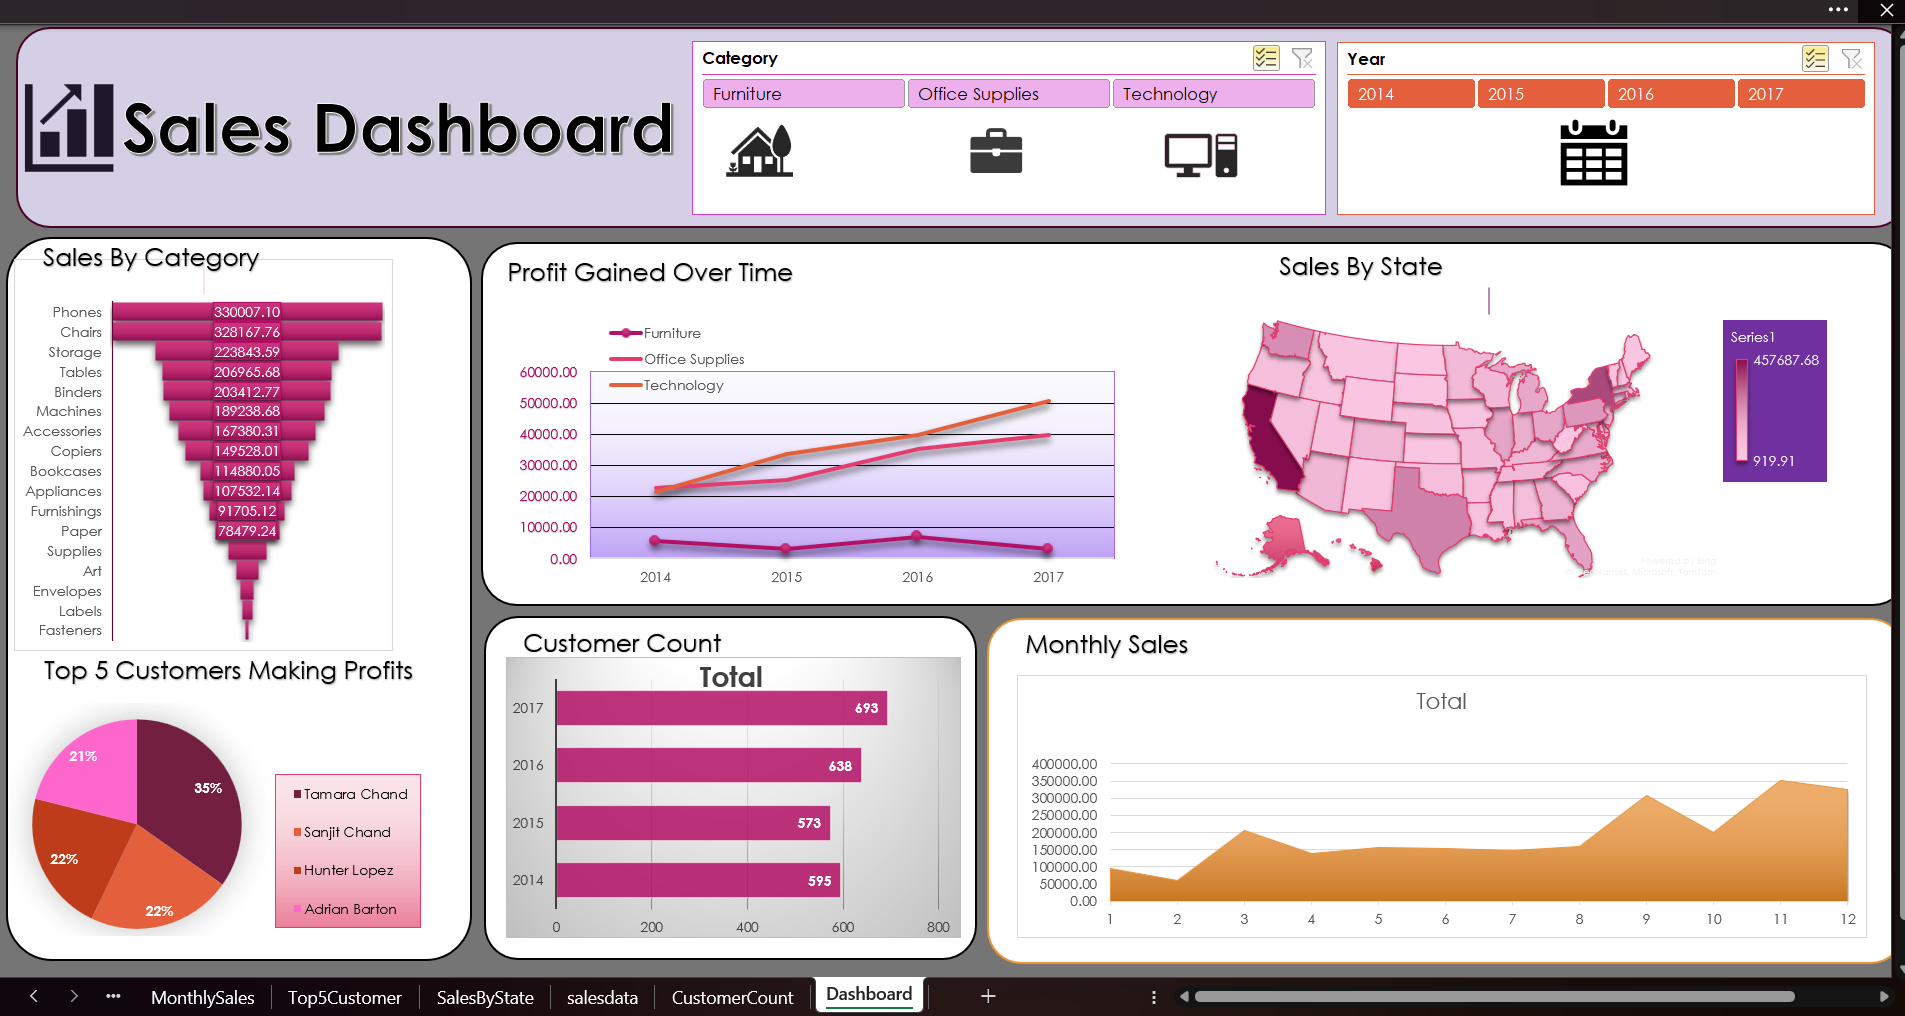 Sales Dashboard
Category
Furniture Office Supplies Technology
Year
2014 2015 2016 2017
Sales By Category
Phones 330007.10
Chairs 328167.76
Storage 223843.59
Tables 206965.68
Binders 203412.77
Machines 189238.68
Accessories 167380.31
Copiers 149528.01
Bookcases 114880.05
Appliances 107532.14
Furnishings 91705.12
Paper 78479.24
Supplies
Art
Envelopes
Labels
Fasteners
Top 5 Customers Making Profits
35%
22%
22%
21%
Tamara Chand
Sanjit Chand
Hunter Lopez
Adrian Barton
Profit Gained Over Time
Furniture
Office Supplies
Technology
60000.00
50000.00
40000.00
30000.00
20000.00
10000.00
0.00
2014 2015 2016 2017
Sales By State
Series1
457687.68
919.91
Powered by Bing
Microsoft, TomTom
Customer Count
Total
2017 693
2016 638
2015 573
2014 595
0 200 400 600 800
Monthly Sales
Total
400000.00
350000.00
300000.00
250000.00
200000.00
150000.00
100000.00
50000.00
0.00
1 2 3 4 5 6 7 8 9 10 11 12
MonthlySales Top5Customer SalesByState salesdata CustomerCount Dashboard